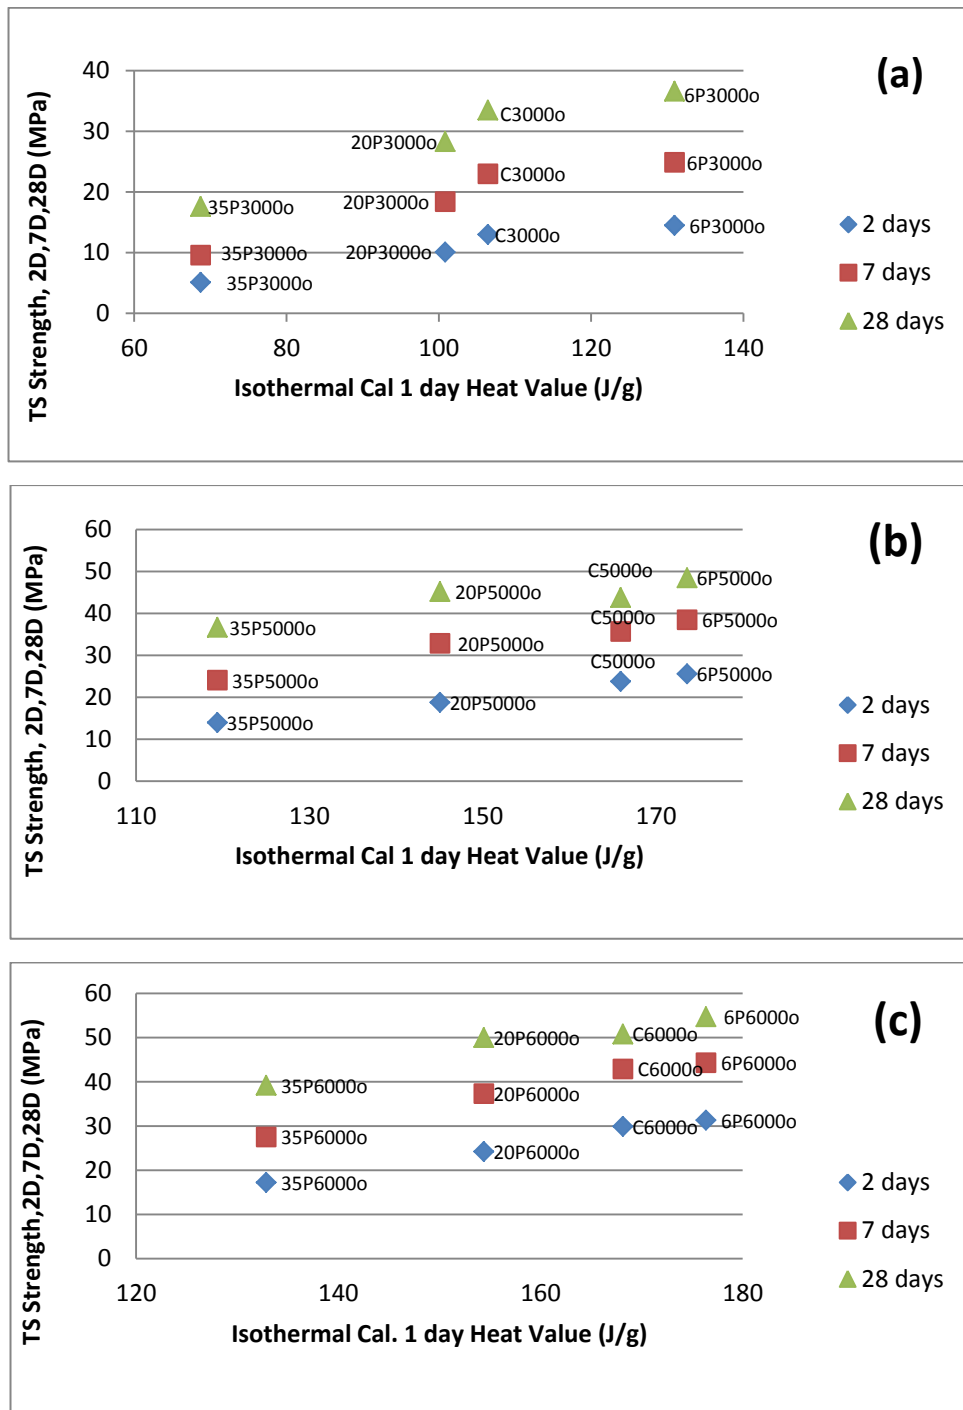 (a)
TS Strength, 2D,7D,28D (MPa)
40
30
20
10
0
6P3000o
C3000o
20P3000o
35P3000o
6P3000o
C3000o
20P3000o
35P3000o
6P3000o
C3000o
20P3000o
35P3000o
60 80 100 120 140
Isothermal Cal 1 day Heat Value (J/g)
2 days
7 days
28 days
(b)
TS Strength, 2D,7D,28D (MPa)
60
50
40
30
20
10
0
C5000o
6P5000o
20P5000o
35P5000o
C5000o
6P5000o
20P5000o
35P5000o
C5000o
6P5000o
20P5000o
35P5000o
110 130 150 170
Isothermal Cal 1 day Heat Value (J/g)
2 days
7 days
28 days
(c)
TS Strength,2D,7D,28D (MPa)
60
50
40
30
20
10
0
6P6000o
C6000o
20P6000o
35P6000o
6P6000o
C6000o
20P6000o
35P6000o
6P6000o
C6000o
20P6000o
35P6000o
120 140 160 180
Isothermal Cal. 1 day Heat Value (J/g)
2 days
7 days
28 days